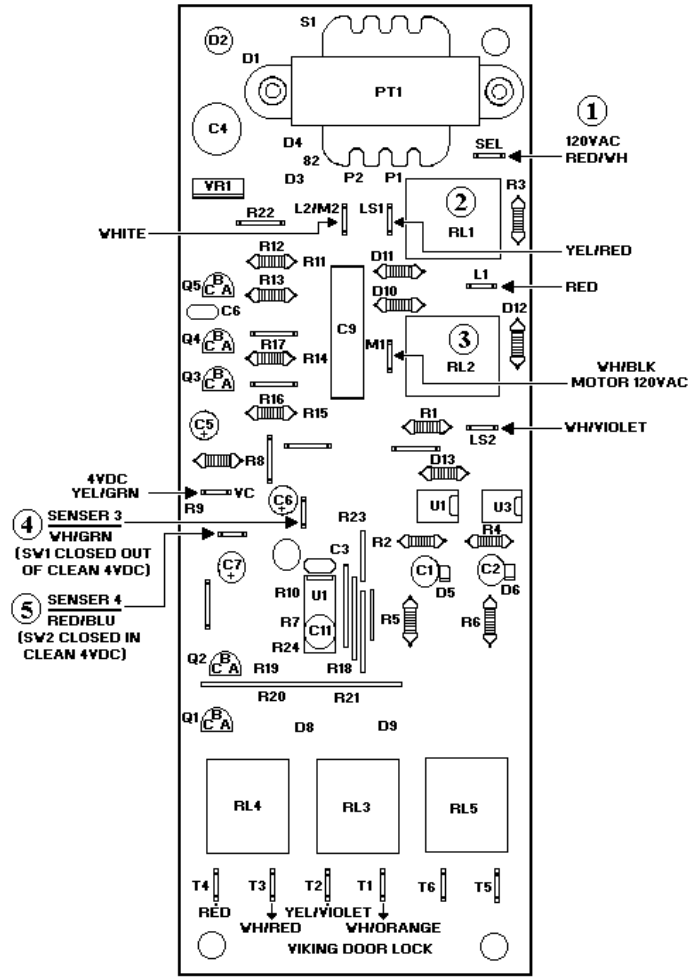 S1
D2
D1
PT1
1
C4
120VAC
RED/WH
SEL
D4
82
D3
P2
P1
VR1
R3
2
RL1
L2/M2
LS1
R22
WHITE
YEL/RED
R12
R11
D11
L1
RED
Q5
B
C A
R13
D10
C6
D12
C9
3
RL2
Q4
B
C A
R17
R14
M1
WH/BLK
MOTOR 120VAC
Q3
B
C A
R16
R15
C5
+
R1
WH/VIOLET
LS2
R8
D13
4VDC
YEL/GRN
VC
C6
+
U1
U3
R9
4
SENSER 3
WH/GRN
(SW1 CLOSED OUT
OF CLEAN 4VDC)
R23
R2
R4
C3
C7
+
C1
D5
C2
D6
R10
U1
5
SENSER 4
RED/BLU
(SW2 CLOSED IN
CLEAN 4VDC)
R7
C11
R5
R6
R24
Q2
B
C A
R19
R18
R20
R21
Q1
B
C A
D8
D9
RL4
RL3
RL5
T4
T3
T2
T1
T6
T5
RED
YEL/VIOLET
WH/RED
WH/ORANGE
VIKING DOOR LOCK